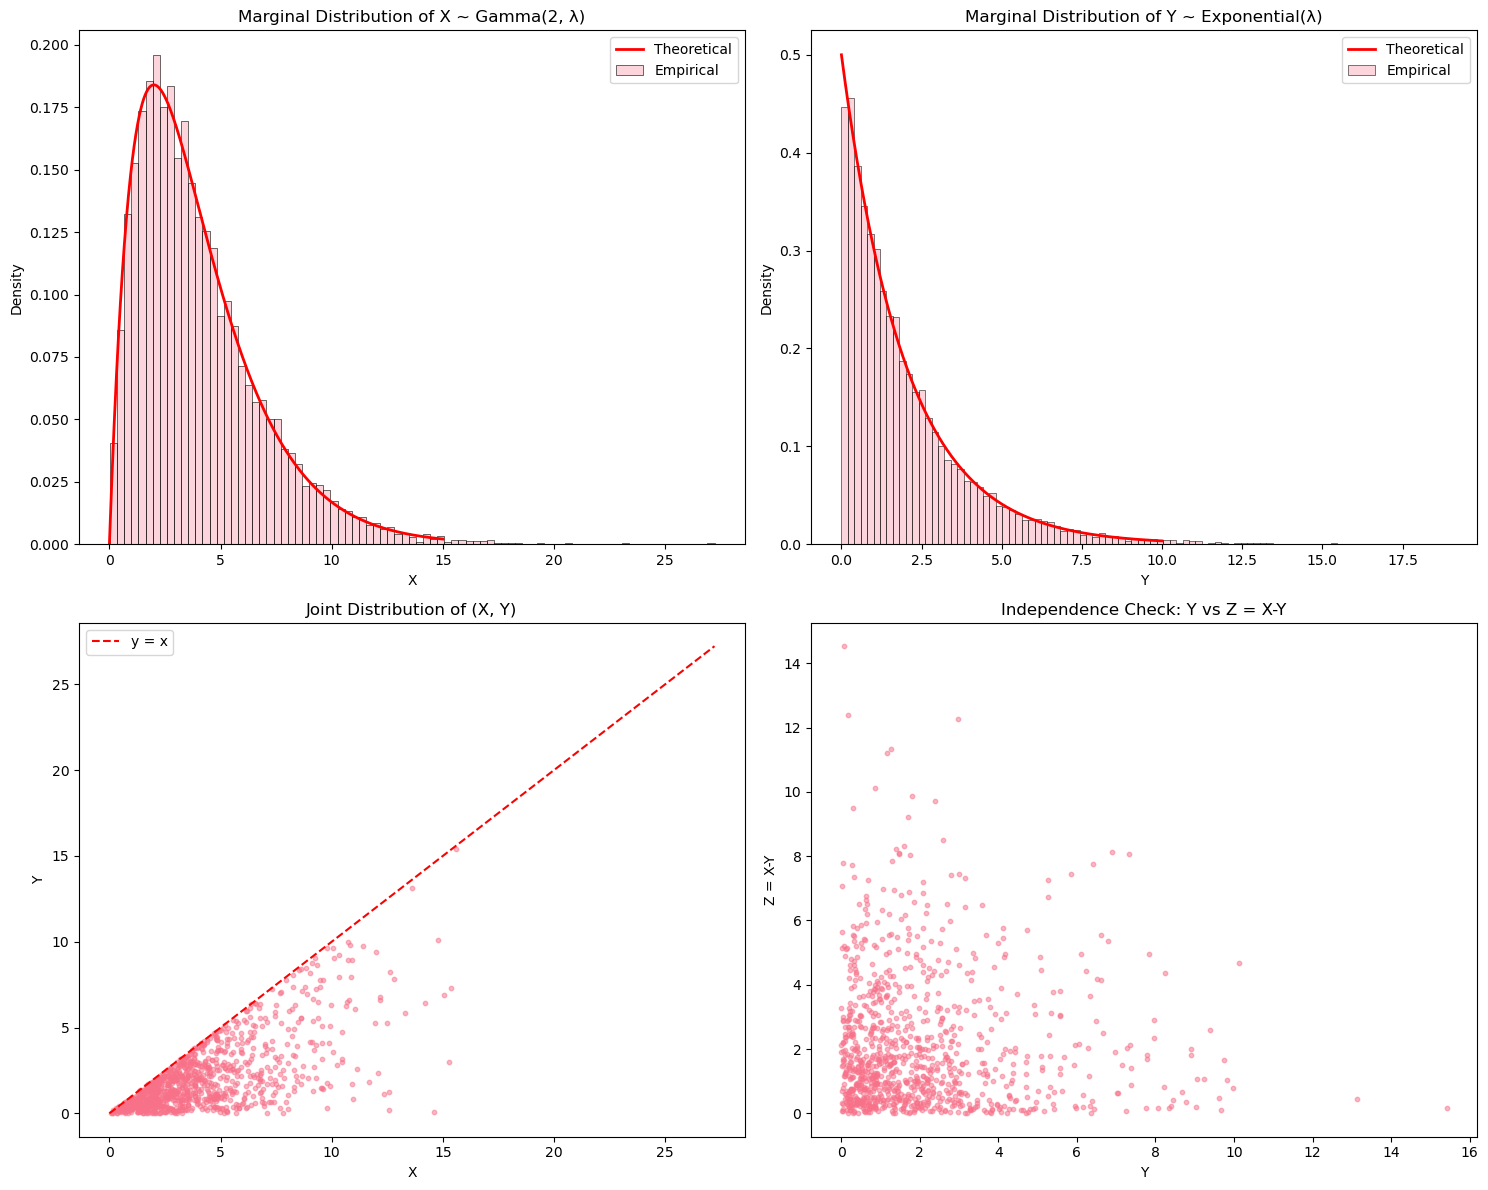 Marginal Distribution of X ~ Gamma(2, λ)
Theoretical
Empirical
Density
0.200
0.175
0.150
0.125
0.100
0.075
0.050
0.025
0.000
0 5 10 15 20 25
X
Marginal Distribution of Y ~ Exponential(λ)
Theoretical
Empirical
Density
0.5
0.4
0.3
0.2
0.1
0.0
0.0 2.5 5.0 7.5 10.0 12.5 15.0 17.5
Y
Joint Distribution of (X, Y)
y = x
Y
25
20
15
10
5
0
0 5 10 15 20 25
X
Independence Check: Y vs Z = X-Y
Z = X-Y
14
12
10
8
6
4
2
0
0 2 4 6 8 10 12 14 16
Y